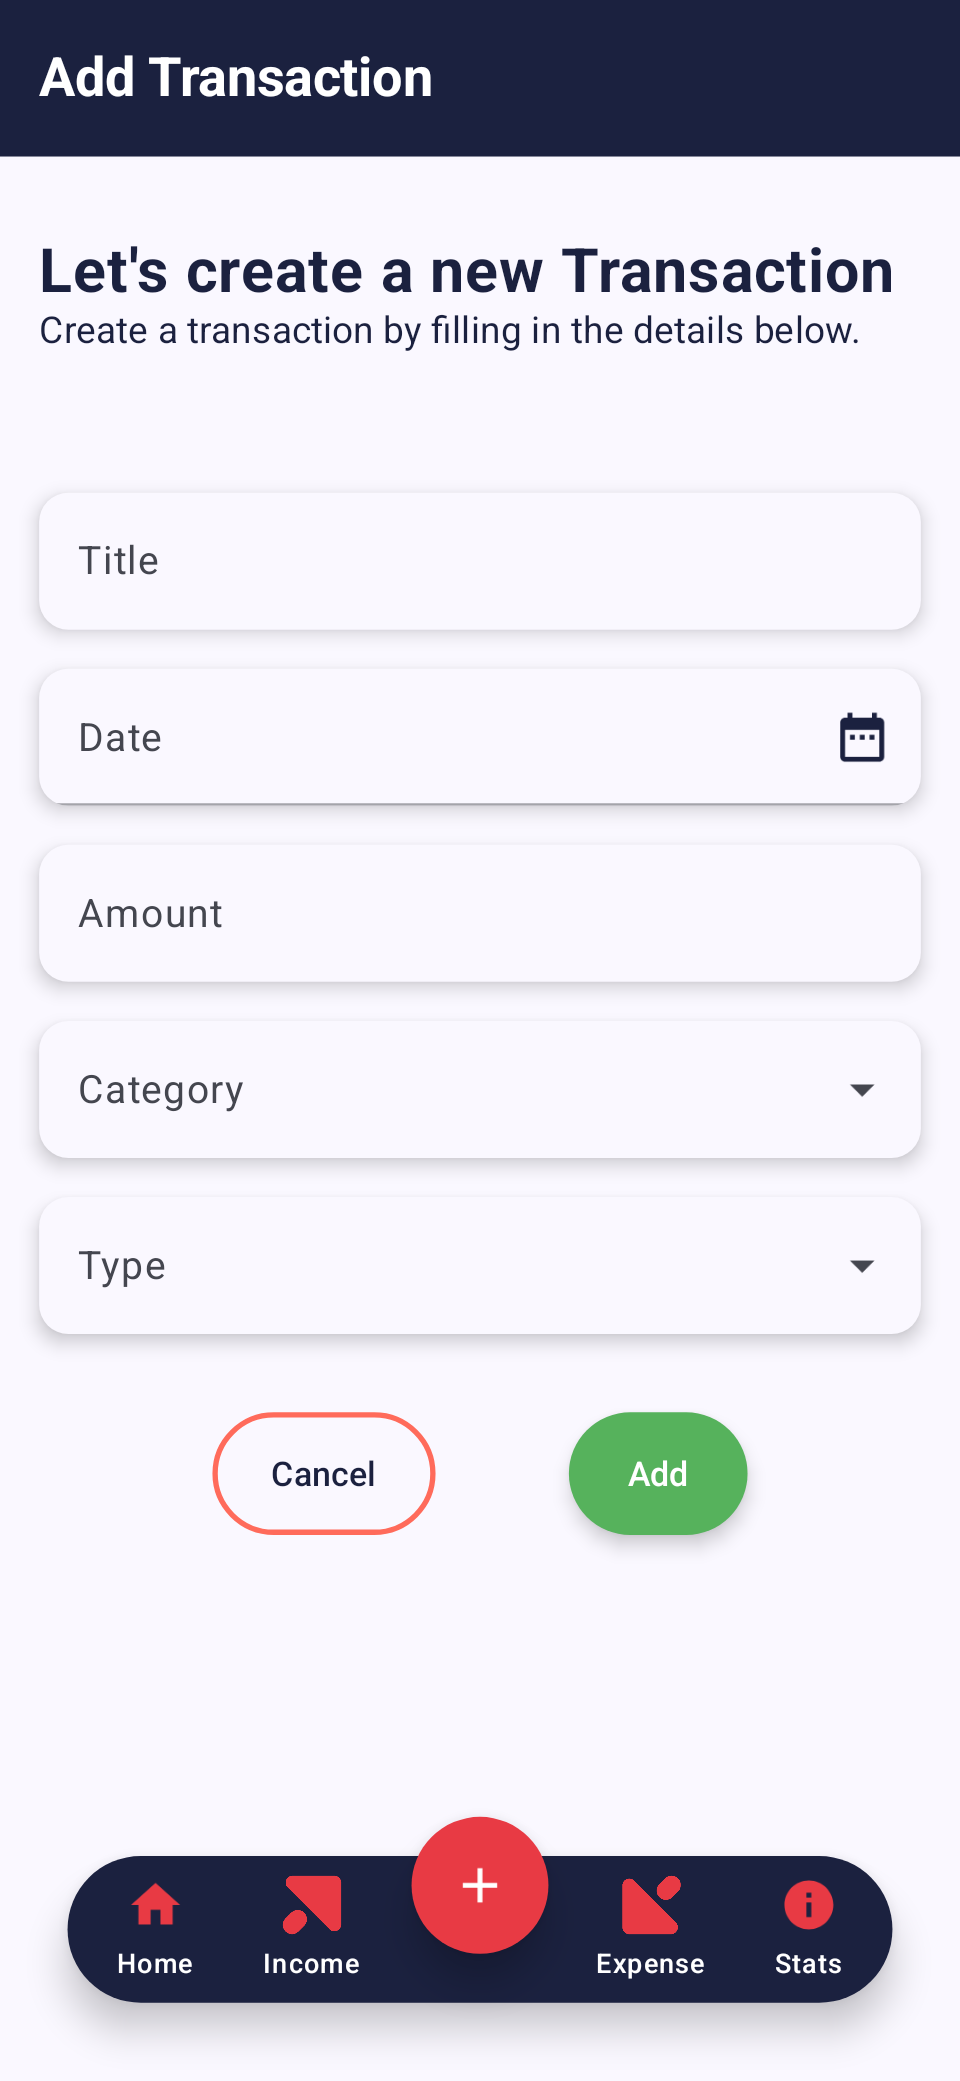 Add Transaction
Let's create a new Transaction
Create a transaction by filling in the details below.
Title
Date
Amount
Category
Type
Cancel
Add
Home
Income
Expense
Stats